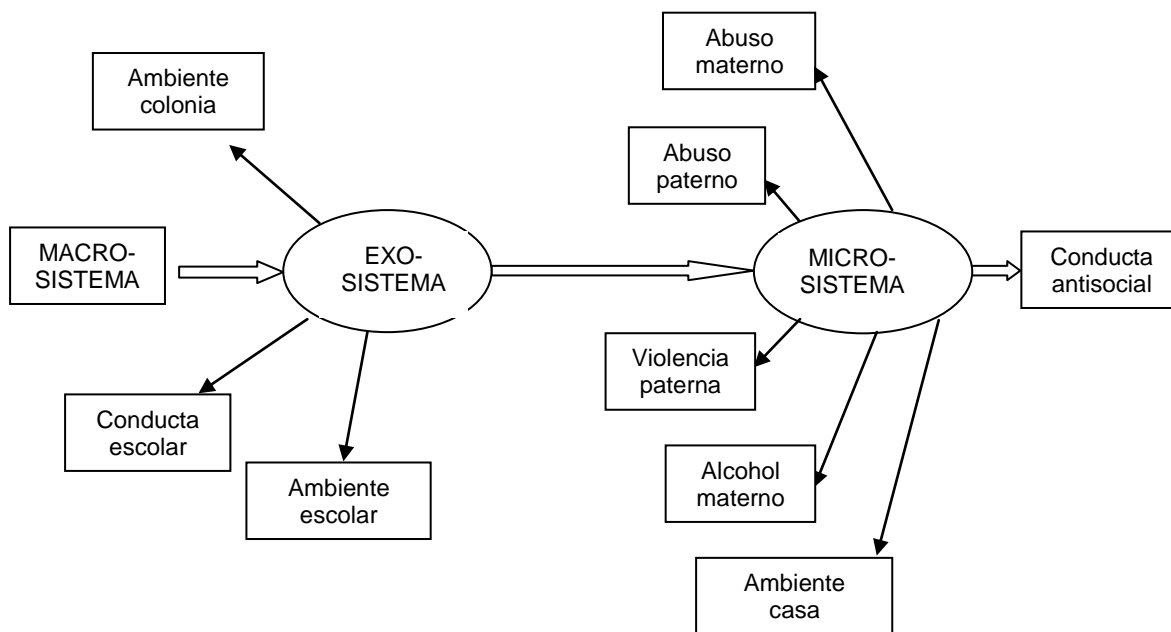 Abuso
materno
Ambiente
colonia
Abuso
paterno
MACRO-
SISTEMA
EXO-
SISTEMA
MICRO-
SISTEMA
Conducta
antisocial
Violencia
paterna
Conducta
escolar
Alcohol
materno
Ambiente
escolar
Ambiente
casa